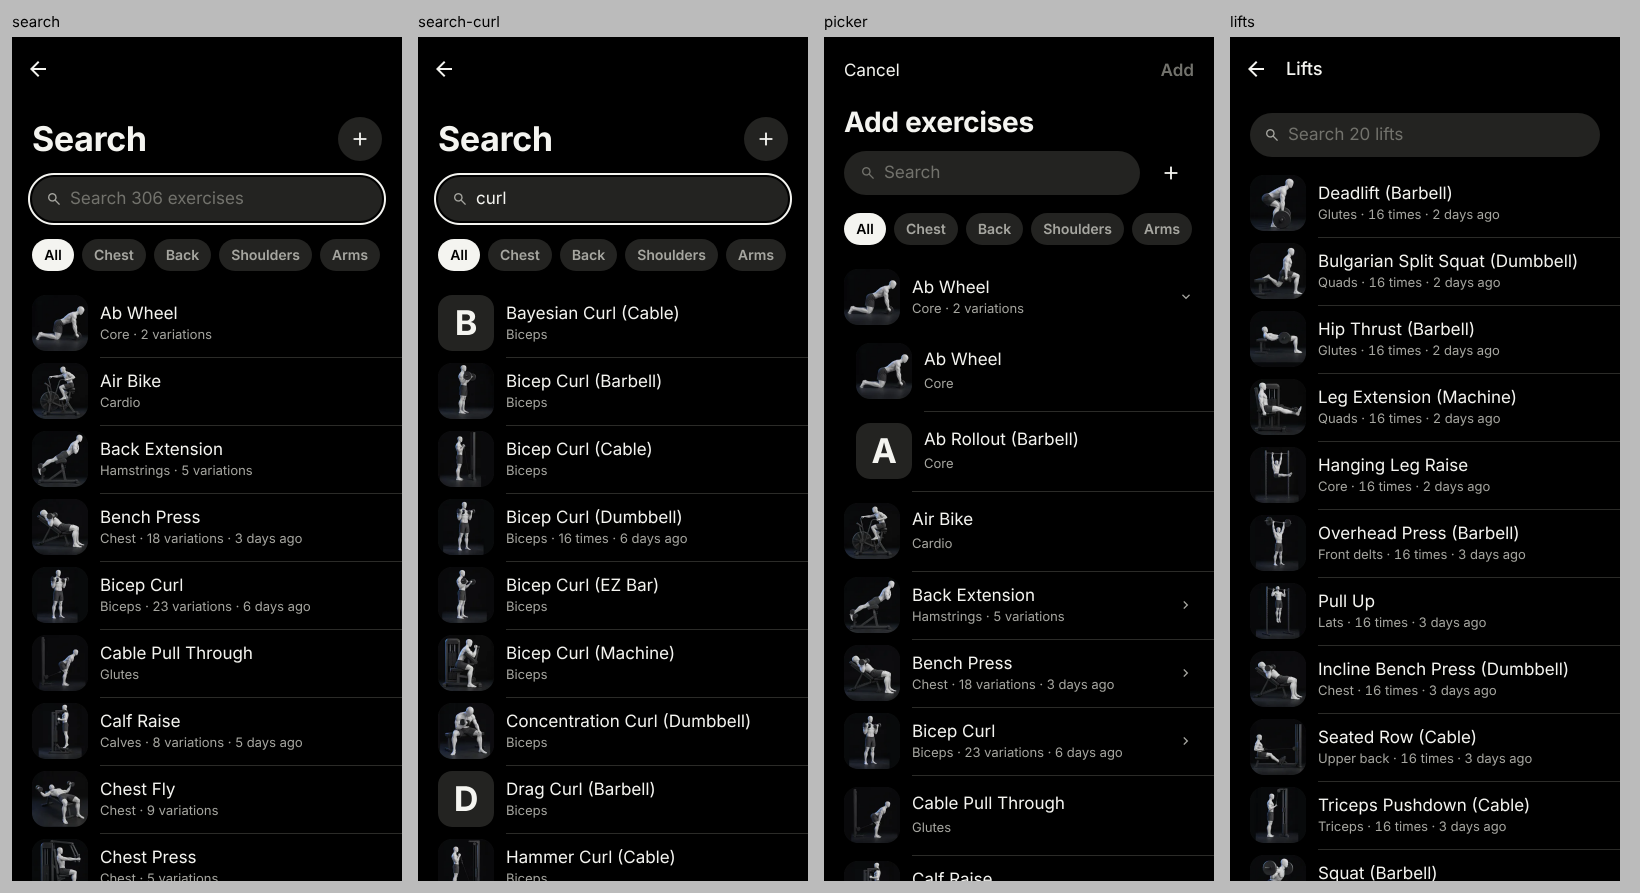 search
Search
Search 306 exercises
All Chest Back Shoulders Arms
Ab Wheel
Core · 2 variations
Air Bike
Cardio
Back Extension
Hamstrings · 5 variations
Bench Press
Chest · 18 variations · 3 days ago
Bicep Curl
Biceps · 23 variations · 6 days ago
Cable Pull Through
Glutes
Calf Raise
Calves · 8 variations · 5 days ago
Chest Fly
Chest · 9 variations
Chest Press
Chest · 5 variations
search-curl
Search
curl
All Chest Back Shoulders Arms
B
Bayesian Curl (Cable)
Biceps
Bicep Curl (Barbell)
Biceps
Bicep Curl (Cable)
Biceps
Bicep Curl (Dumbbell)
Biceps · 16 times · 6 days ago
Bicep Curl (EZ Bar)
Biceps
Bicep Curl (Machine)
Biceps
Concentration Curl (Dumbbell)
Biceps
D
Drag Curl (Barbell)
Biceps
Hammer Curl (Cable)
Biceps
picker
Cancel Add
Add exercises
Search
All Chest Back Shoulders Arms
Ab Wheel
Core · 2 variations
Ab Wheel
Core
A
Ab Rollout (Barbell)
Core
Air Bike
Cardio
Back Extension
Hamstrings · 5 variations
Bench Press
Chest · 18 variations · 3 days ago
Bicep Curl
Biceps · 23 variations · 6 days ago
Cable Pull Through
Glutes
Calf Raise
lifts
Lifts
Search 20 lifts
Deadlift (Barbell)
Glutes · 16 times · 2 days ago
Bulgarian Split Squat (Dumbbell)
Quads · 16 times · 2 days ago
Hip Thrust (Barbell)
Glutes · 16 times · 2 days ago
Leg Extension (Machine)
Quads · 16 times · 2 days ago
Hanging Leg Raise
Core · 16 times · 2 days ago
Overhead Press (Barbell)
Front delts · 16 times · 3 days ago
Pull Up
Lats · 16 times · 3 days ago
Incline Bench Press (Dumbbell)
Chest · 16 times · 3 days ago
Seated Row (Cable)
Upper back · 16 times · 3 days ago
Triceps Pushdown (Cable)
Triceps · 16 times · 3 days ago
Squat (Barbell)